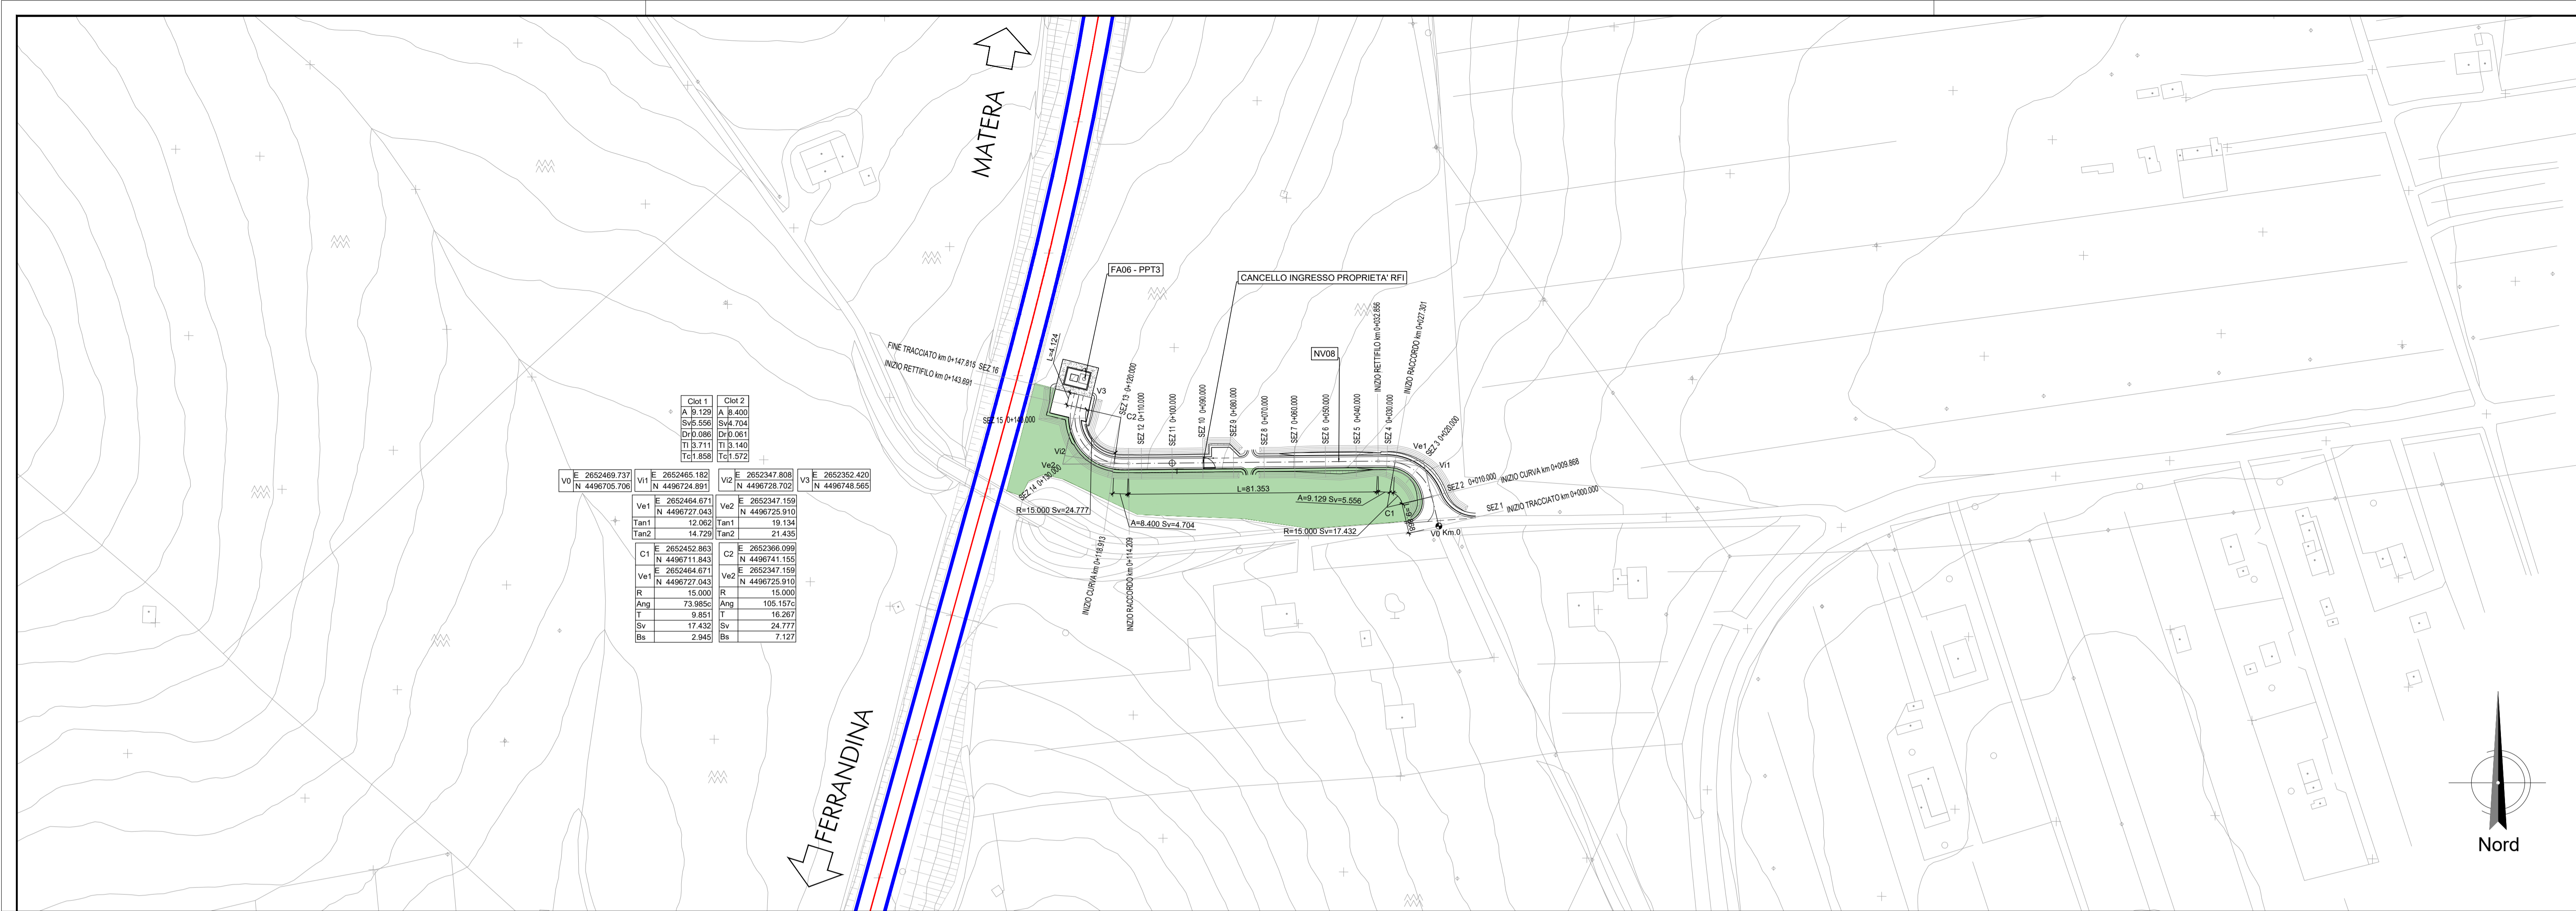 MATERA
FA06 - PPT3
CANCELLO INGRESSO PROPRIETA' RFI
NV08
FINE TRACCIATO km 0+147.815 SEZ 16
INIZIO RETTIFILO km 0+143.691
L=4.124
V3
C2
SEZ 15 0+140.000
SEZ 13 0+120.000
SEZ 12 0+110.000
SEZ 11 0+100.000
SEZ 10 0+090.000
SEZ 9 0+080.000
SEZ 8 0+070.000
SEZ 7 0+060.000
SEZ 6 0+050.000
SEZ 5 0+040.000
INIZIO RETTIFILO km 0+032.856
SEZ 4 0+030.000
INIZIO RACCORDO km 0+027.301
Ve1
SEZ 3 0+020.000
Vi1
Vi2
Ve2
SEZ 14 0+130.000
SEZ 2 0+010.000 INIZIO CURVA km 0+009.868
SEZ 1 INIZIO TRACCIATO km 0+000.000
L=81.353
A=9.129 Sv=5.556
R=15.000 Sv=24.777
A=8.400 Sv=4.704
C1
R=15.000 Sv=17.432
V0 Km.0
INIZIO CURVA km 0+118.913
INIZIO RACCORDO km 0+114.209
Clot 1
A 9.129
Sv 5.556
Dr 0.086
Tl 3.711
Tc 1.858
Clot 2
A 8.400
Sv 4.704
Dr 0.061
Tl 3.140
Tc 1.572
V0 E 2652469.737
N 4496705.706
Vi1 E 2652465.182
N 4496724.891
Vi2 E 2652347.808
N 4496728.702
V3 E 2652352.420
N 4496748.565
Ve1 E 2652464.671
N 4496727.043
Tan1 12.062
Tan2 14.729
Ve2 E 2652347.159
N 4496725.910
Tan1 19.134
Tan2 21.435
C1 E 2652452.863
N 4496711.843
Ve1 E 2652464.671
N 4496727.043
R 15.000
Ang 73.985c
T 9.851
Sv 17.432
Bs 2.945
C2 E 2652366.099
N 4496741.155
Ve2 E 2652347.159
N 4496725.910
R 15.000
Ang 105.157c
T 16.267
Sv 24.777
Bs 7.127
FERRANDINA
Nord